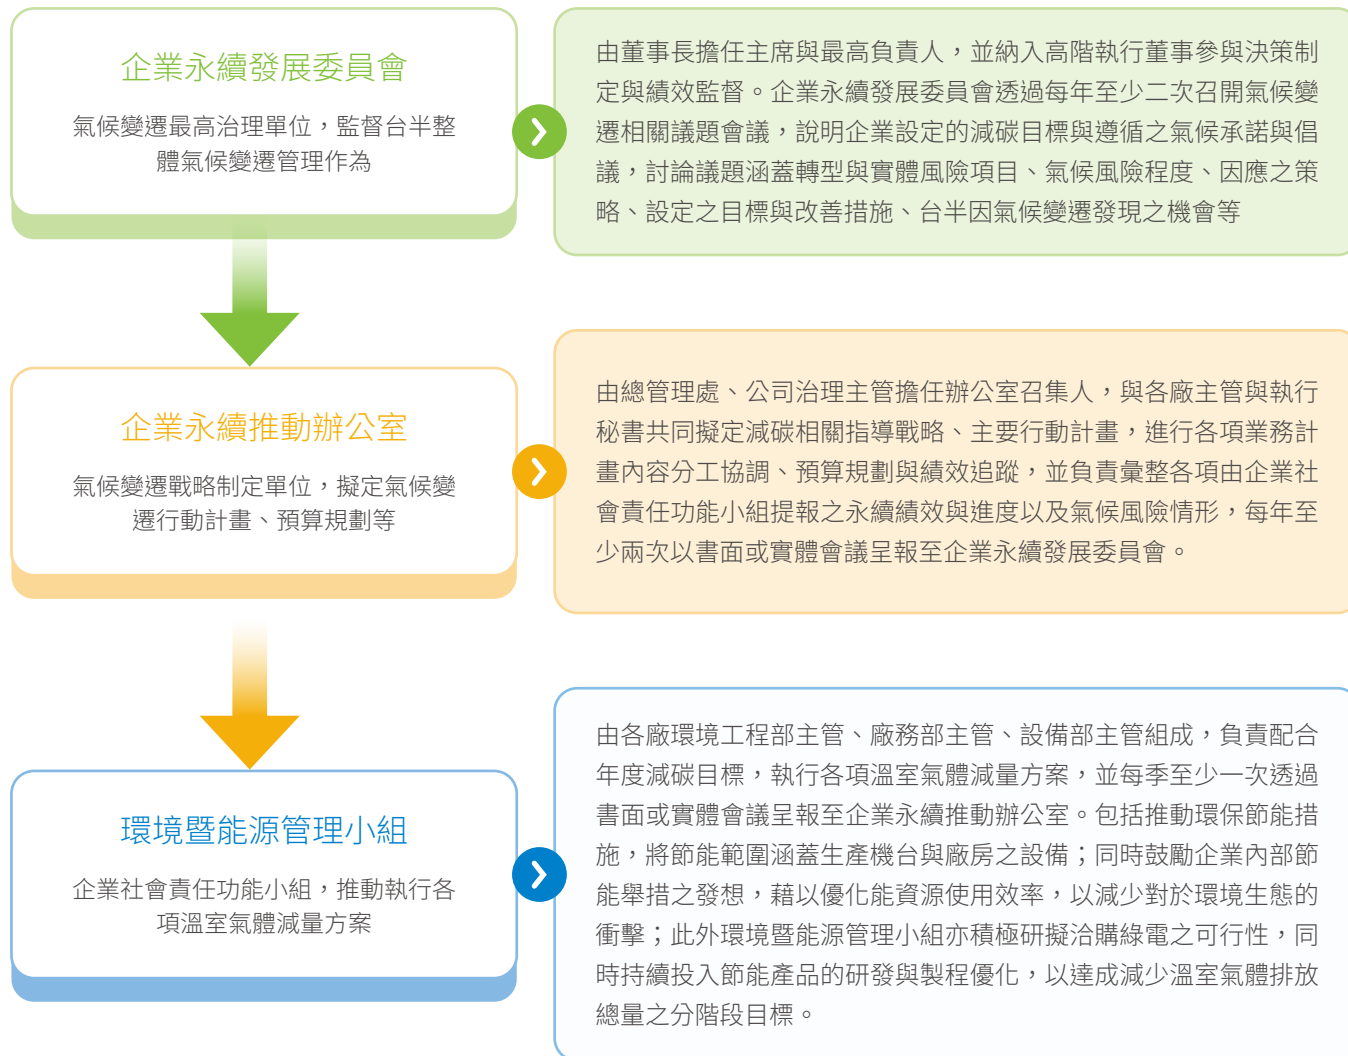 企業永續發展委員會
氣候變遷最高治理單位，監督台半整
體氣候變遷管理作為
由董事長擔任主席與最高負責人，並納入高階執行董事參與決策制
定與績效監督。企業永續發展委員會透過每年至少二次召開氣候變
遷相關議題會議，說明企業設定的減碳目標與遵循之氣候承諾與倡
議，討論議題涵蓋轉型與實體風險項目、氣候風險程度、因應之策
略、設定之目標與改善措施、台半因氣候變遷發現之機會等
企業永續推動辦公室
氣候變遷戰略制定單位，擬定氣候變
遷行動計畫、預算規劃等
由總管理處、公司治理主管擔任辦公室召集人，與各廠主管與執行
秘書共同擬定減碳相關指導戰略、主要行動計畫，進行各項業務計
畫內容分工協調、預算規劃與績效追蹤，並負責彙整各項由企業社
會責任功能小組提報之永續績效與進度以及氣候風險情形，每年至
少兩次以書面或實體會議呈報至企業永續發展委員會。
環境暨能源管理小組
企業社會責任功能小組，推動執行各
項溫室氣體減量方案
由各廠環境工程部主管、廠務部主管、設備部主管組成，負責配合
年度減碳目標，執行各項溫室氣體減量方案，並每季至少一次透過
書面或實體會議呈報至企業永續推動辦公室。包括推動環保節能措
施，將節能範圍涵蓋生產機台與廠房之設備；同時鼓勵企業內部節
能舉措之發想，藉以優化能資源使用效率，以減少對於環境生態的
衝擊；此外環境暨能源管理小組亦積極研擬洽購綠電之可行性，同
時持續投入節能產品的研發與製程優化，以達成減少溫室氣體排放
總量之分階段目標。